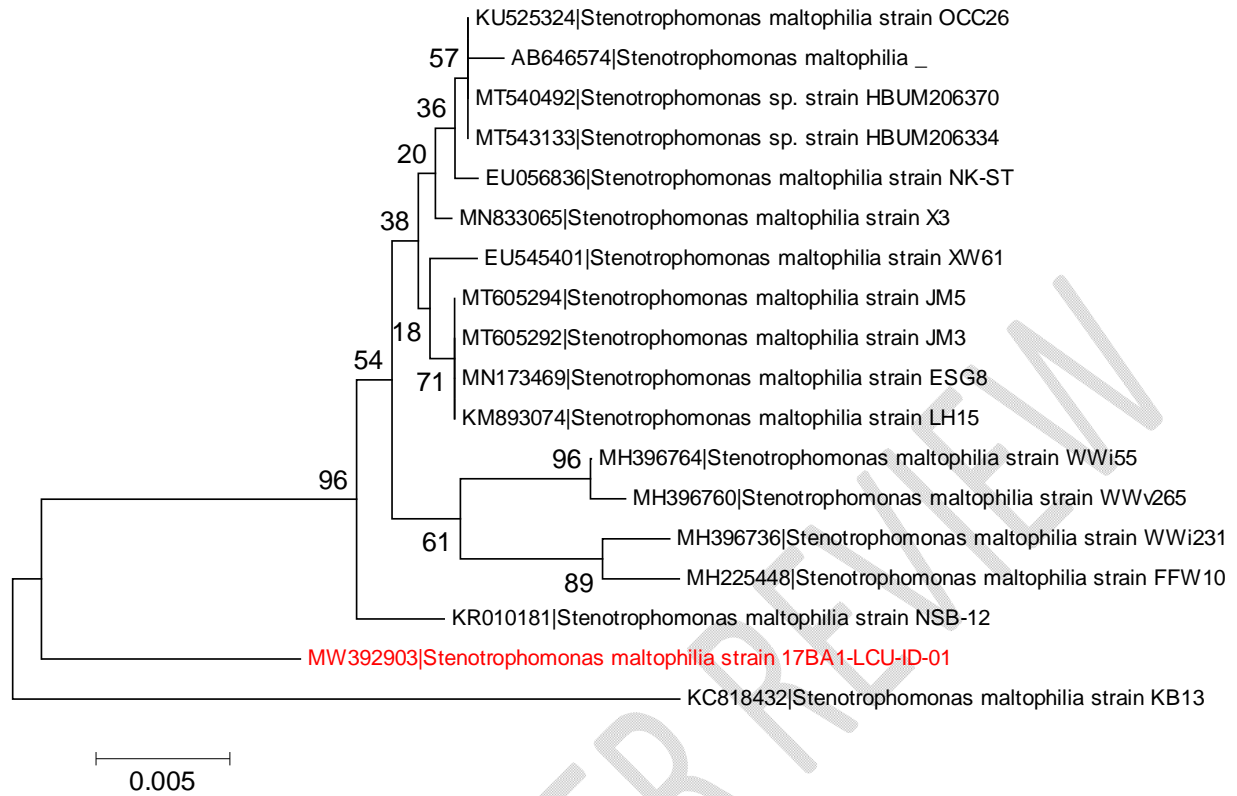 KU525324|Stenotrophomonas maltophilia strain OCC26
57
AB646574|Stenotrophomonas maltophilia _
MT540492|Stenotrophomonas sp. strain HBUM206370
36
MT543133|Stenotrophomonas sp. strain HBUM206334
20
EU056836|Stenotrophomonas maltophilia strain NK-ST
38
MN833065|Stenotrophomonas maltophilia strain X3
EU545401|Stenotrophomonas maltophilia strain XW61
MT605294|Stenotrophomonas maltophilia strain JM5
18
MT605292|Stenotrophomonas maltophilia strain JM3
54
71
MN173469|Stenotrophomonas maltophilia strain ESG8
KM893074|Stenotrophomonas maltophilia strain LH15
96
MH396764|Stenotrophomonas maltophilia strain WWi55
96
MH396760|Stenotrophomonas maltophilia strain WWv265
61
MH396736|Stenotrophomonas maltophilia strain WWi231
89
MH225448|Stenotrophomonas maltophilia strain FFW10
KR010181|Stenotrophomonas maltophilia strain NSB-12
MW392903|Stenotrophomonas maltophilia strain 17BA1-LCU-ID-01
KC818432|Stenotrophomonas maltophilia strain KB13
0.005
ER REVIEW